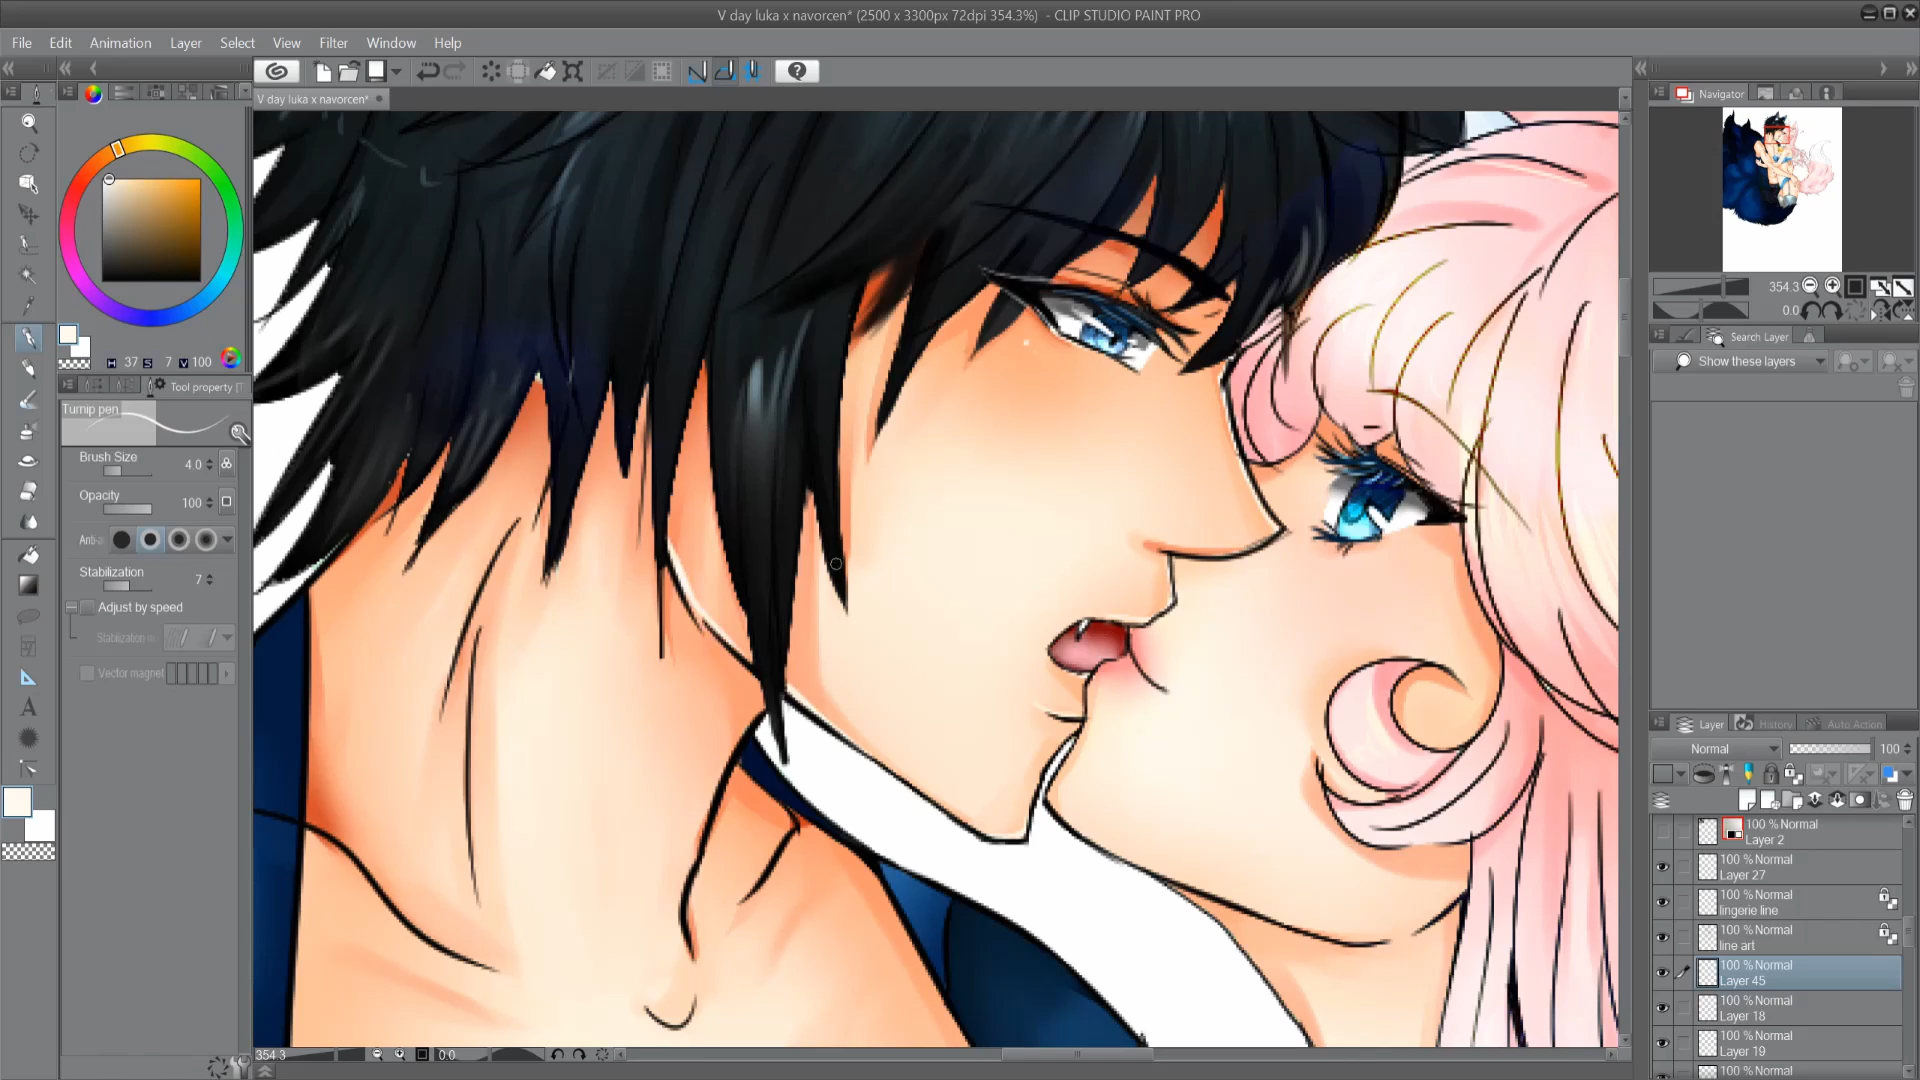 V day luka x navorcen* (2500 x 3300px 72dpi 354.3%)  - CLIP STUDIO PAINT PRO
File Edit Animation Layer Select View Filter Window Help
V day luka x navorcen*
Navigator
354.3
0.0
Search Layer
Show these layers
H 37 S 7 V 100
Tool property [T
Turnip pen
Brush Size
4.0
Opacity
100
Anti-a
Stabilization
7
Adjust by speed
Stabilization
Vector magnet
Layer History Auto Action
Normal 100
100 % Normal
Layer 2
100 % Normal
Layer 27
100 % Normal
lingerie line
100 % Normal
line art
100 % Normal
Layer 45
100 % Normal
Layer 18
100 % Normal
Layer 19
100 % Normal
354.3 0.0